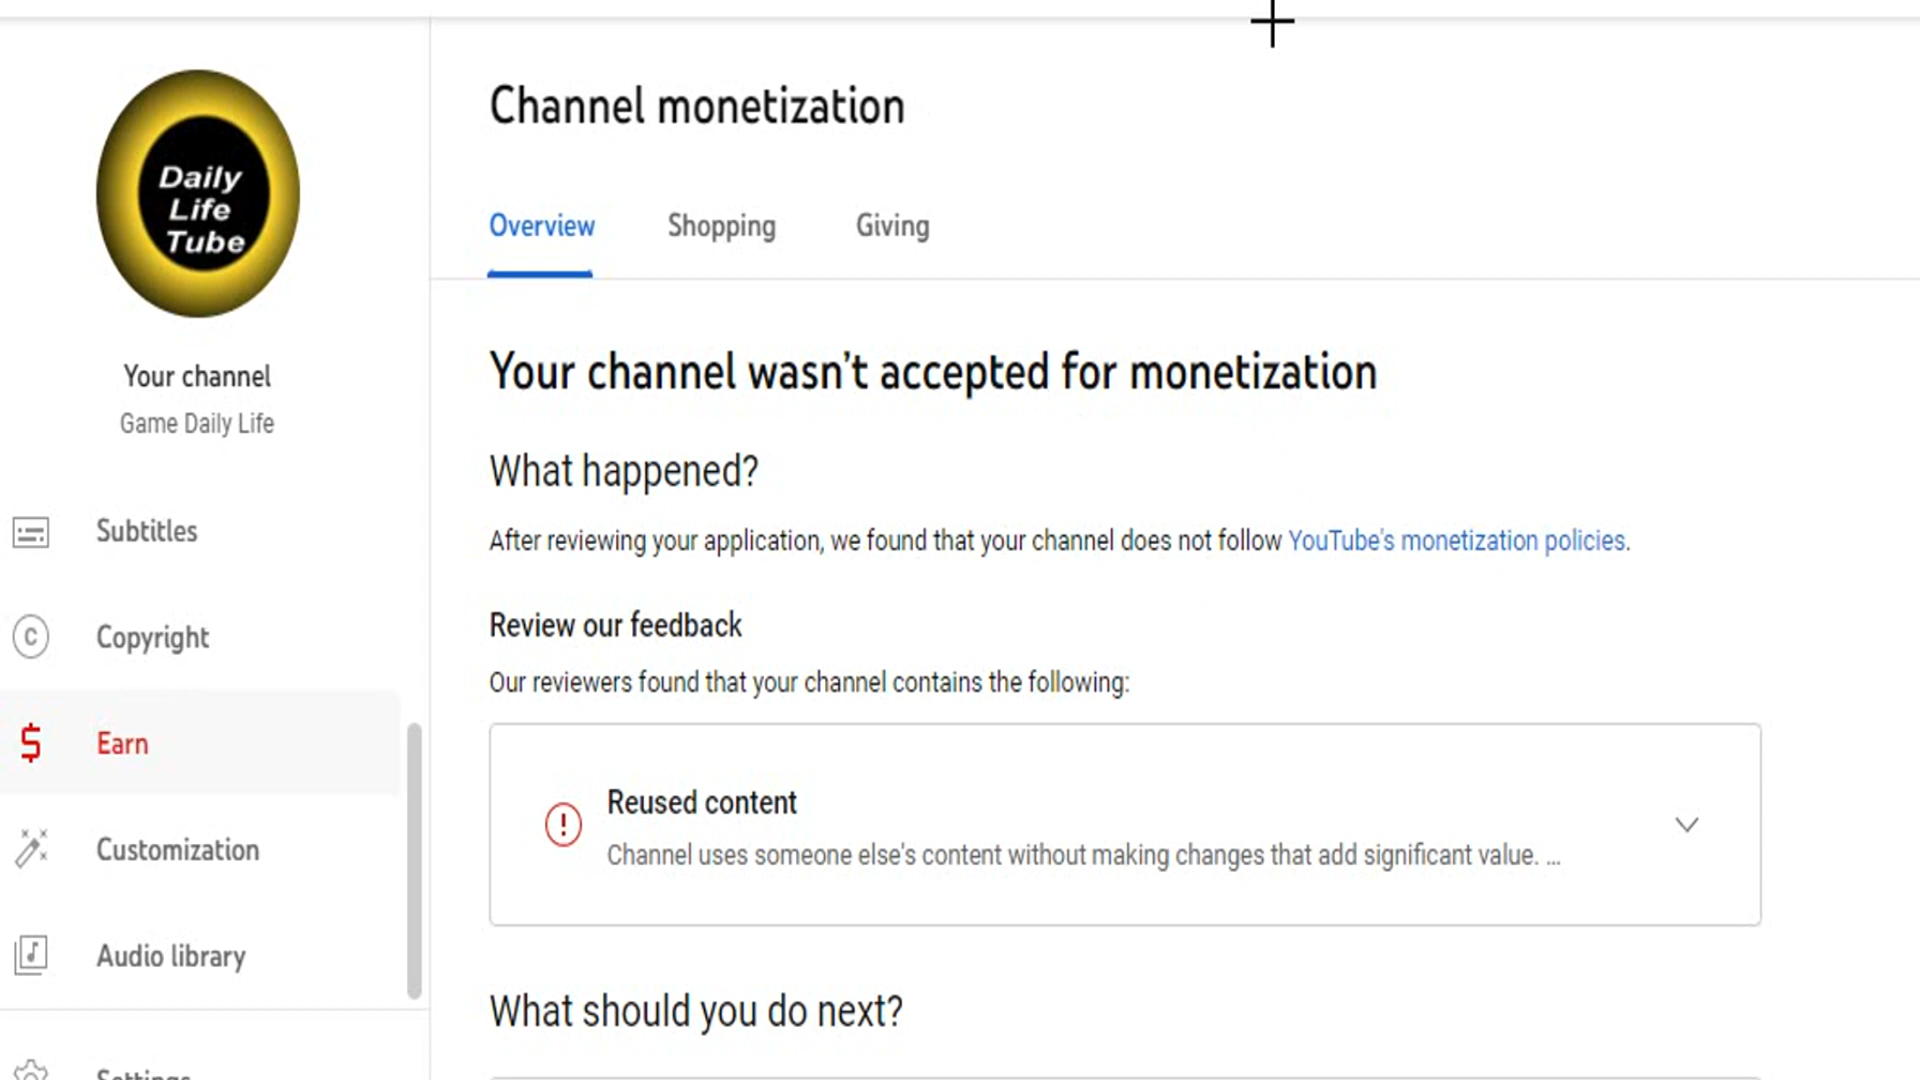 Daily
Life
Tube
Your channel
Game Daily Life
Subtitles
Copyright
Earn
Customization
Audio library
Settings
Channel monetization
Overview
Shopping
Giving
Your channel wasn't accepted for monetization
What happened?
After reviewing your application, we found that your channel does not follow YouTube's monetization policies.
Review our feedback
Our reviewers found that your channel contains the following:
Reused content
Channel uses someone else's content without making changes that add significant value. ...
What should you do next?